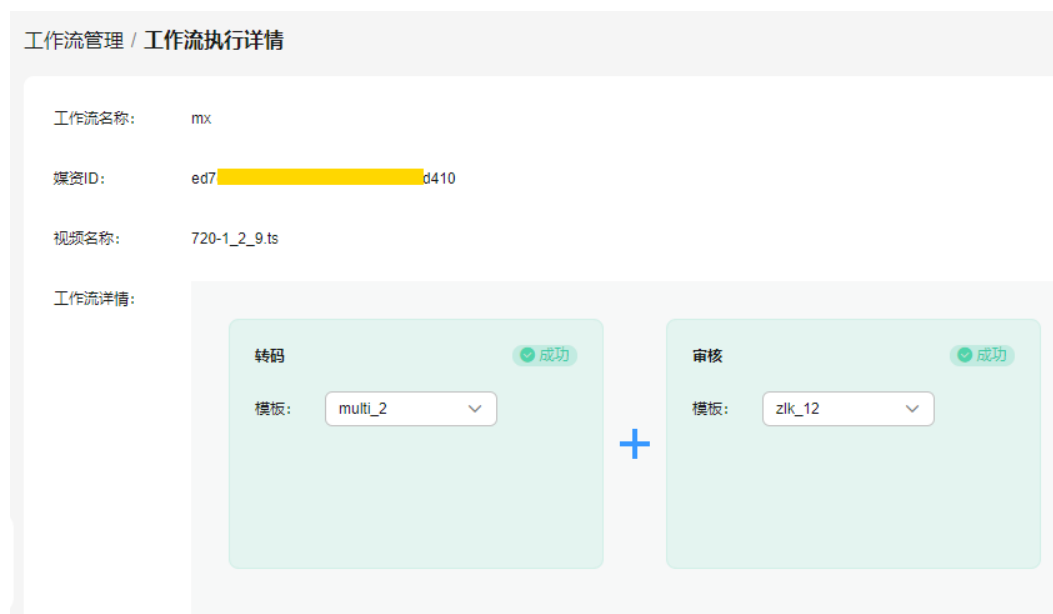 工作流管理 / 工作流执行详情
工作流名称: mx
媒资ID: ed7 d410
视频名称: 720-1_2_9.ts
工作流详情:
转码 成功 审核 成功
模板: multi_2 模板: zlk_12